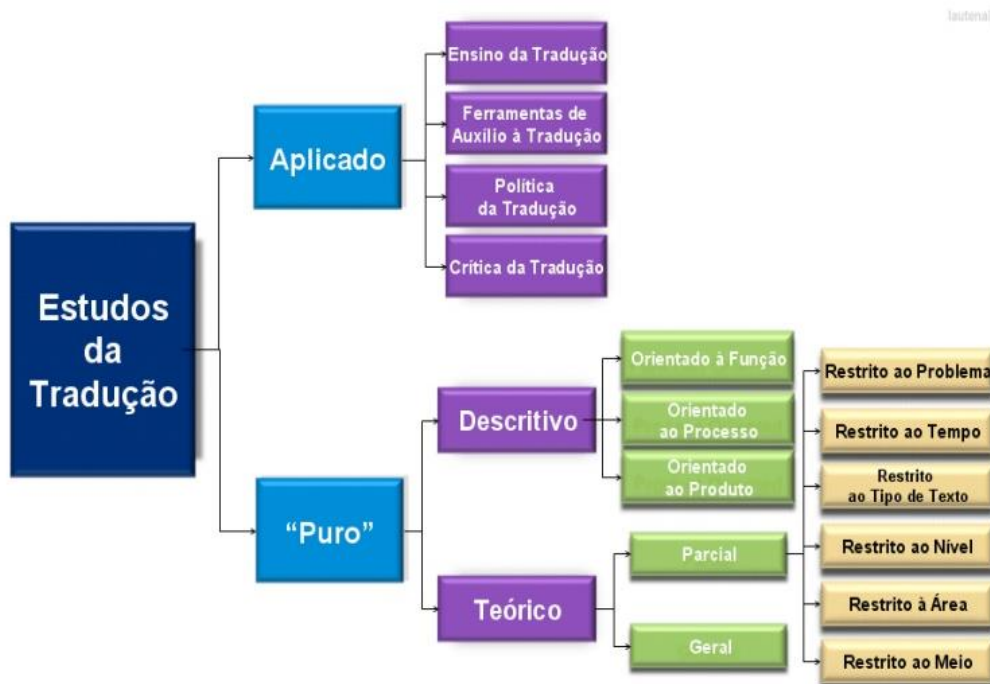 Estudos
da
Tradução
Aplicado
Ensino da Tradução
Ferramentas de
Auxílio à Tradução
Política
da Tradução
Crítica da Tradução
“Puro”
Descritivo
Orientado à Função
Orientado
ao Processo
Orientado
ao Produto
Teórico
Parcial
Restrito ao Problema
Restrito ao Tempo
Restrito
ao Tipo de Texto
Restrito ao Nível
Restrito à Área
Restrito ao Meio
Geral